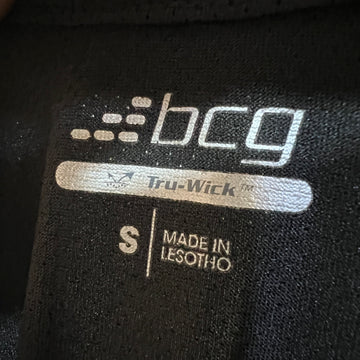 bcg
Tru-Wick™
S
MADE IN
LESOTHO